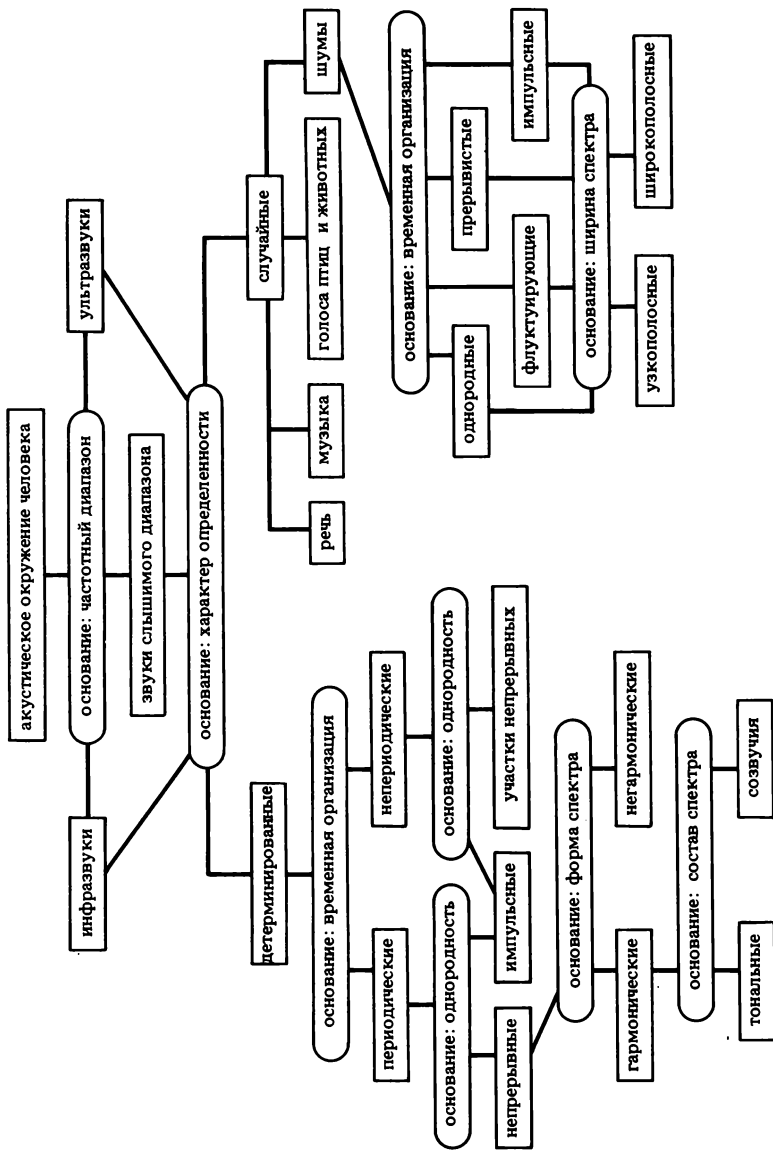 акустическое окружение человека
основание: частотный диапазон
инфразвуки
звуки слышимого диапазона
ультразвуки
основание: характер определенности
детерминированные
случайные
основание: временная организация
периодические
непериодические
основание: однородность
основание: однородность
непрерывные
импульсные
участки непрерывных
основание: форма спектра
гармонические
негармонические
основание: состав спектра
тональные
созвучия
речь
музыка
голоса птиц и животных
шумы
основание: временная организация
однородные
флуктуирующие
прерывистые
импульсные
основание: ширина спектра
узкополосные
широкополосные